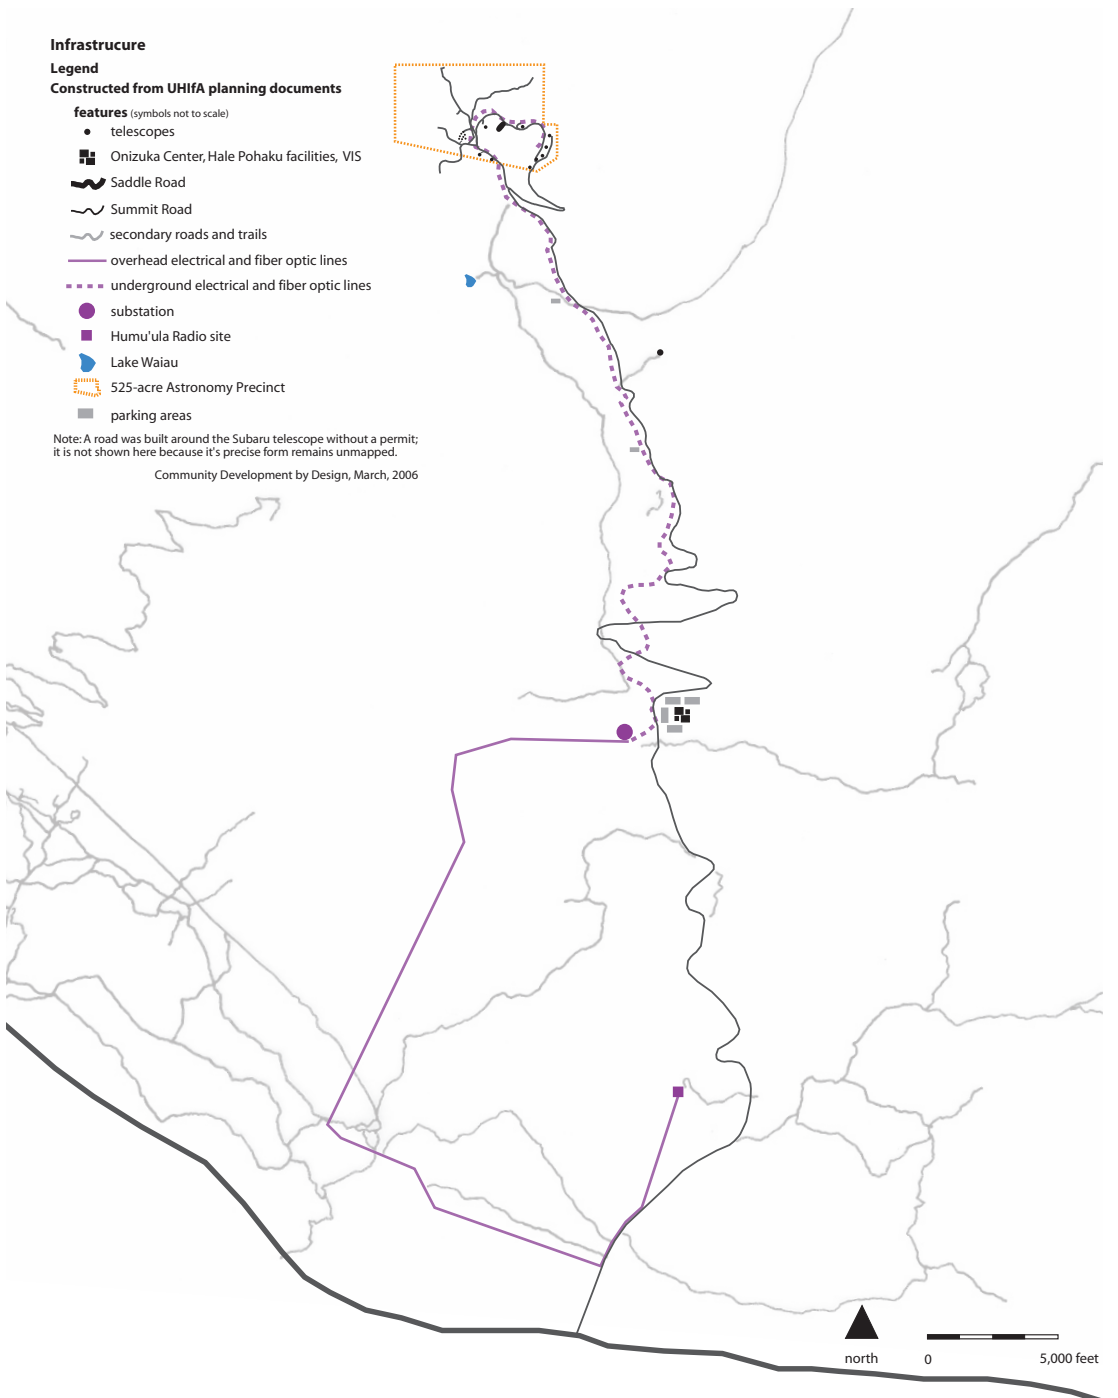 Infrastrucure
Legend
Constructed from UHIfA planning documents
features (symbols not to scale)
telescopes
Onizuka Center, Hale Pohaku facilities, VIS
Saddle Road
Summit Road
secondary roads and trails
overhead electrical and fiber optic lines
underground electrical and fiber optic lines
substation
Humu'ula Radio site
Lake Waiau
525-acre Astronomy Precinct
parking areas
Note: A road was built around the Subaru telescope without a permit;
it is not shown here because it's precise form remains unmapped.
Community Development by Design, March, 2006
north
0
5,000 feet